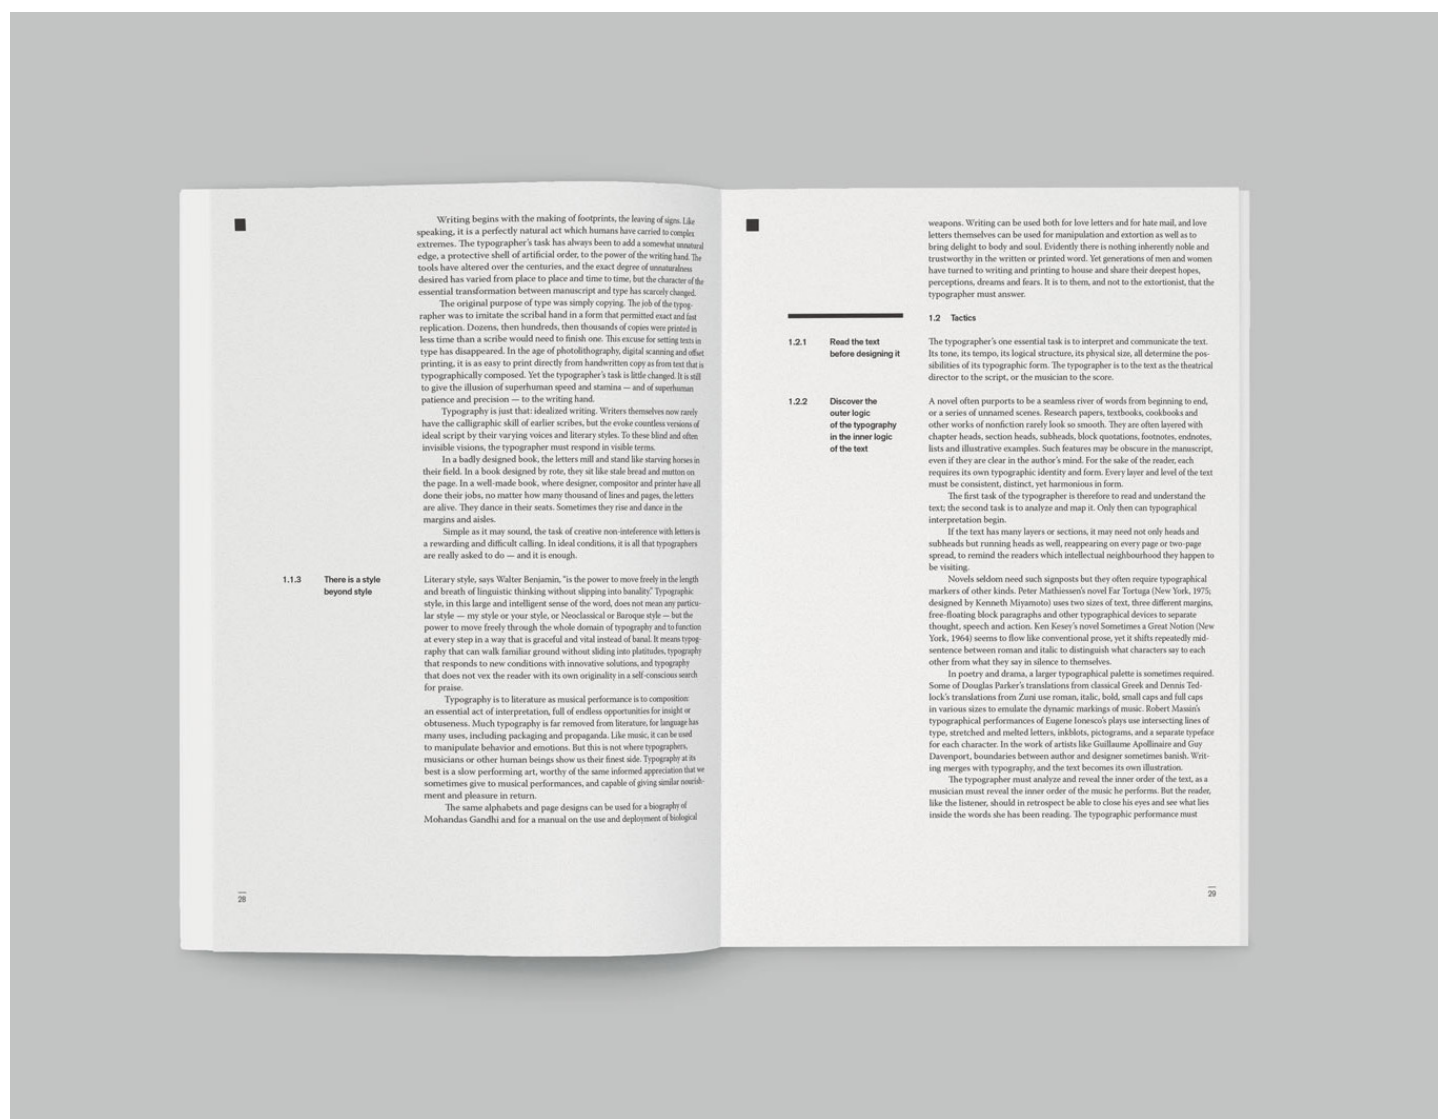 Writing begins with the making of footprints, the leaving of signs. Like
speaking, it is a perfectly natural act which humans have carried to complex
extremes. The typographer's task has always been to add a somewhat unnatural
edge, a protective shell of artificial order, to the power of the writing hand. The
tools have altered over the centuries, and the exact degree of unnaturalness
desired has varied from place to place and time to time, but the character of the
essential transformation between manuscript and type has scarcely changed.
The original purpose of type was simply copying. The job of the typog-
rapher was to imitate the scribal hand in a form that permitted exact and fast
replication. Dozens, then hundreds, then thousands of copies were printed in
less time than a scribe would need to finish one. This excuse for setting texts in
type has disappeared. In the age of photolithography, digital scanning and offset
printing, it is as easy to print directly from handwritten copy as from text that is
typographically composed. Yet the typographer's task is little changed. It is still
to give the illusion of superhuman speed and stamina — and of superhuman
patience and precision — to the writing hand.
Typography is just that: idealized writing. Writers themselves now rarely
have the calligraphic skill of earlier scribes, but the evoke countless versions of
ideal script by their varying voices and literary styles. To these blind and often
invisible visions, the typographer must respond in visible terms.
In a badly designed book, the letters mill and stand like starving horses in
their field. In a book designed by rote, they sit like stale bread and mutton on
the page. In a well-made book, where designer, compositor and printer have all
done their jobs, no matter how many thousand of lines and pages, the letters
are alive. They dance in their seats. Sometimes they rise and dance in the
margins and aisles.
Simple as it may sound, the task of creative non-inteference with letters is
a rewarding and difficult calling. In ideal conditions, it is all that typographers
are really asked to do — and it is enough.
1.1.3 There is a style
beyond style
Literary style, says Walter Benjamin, "is the power to move freely in the length
and breath of linguistic thinking without slipping into banality." Typographic
style, in this large and intelligent sense of the word, does not mean any particu-
lar style — my style or your style, or Neoclassical or Baroque style — but the
power to move freely through the whole domain of typography and to function
at every step in a way that is graceful and vital instead of banal. It means typog-
raphy that can walk familiar ground without sliding into platitudes, typography
that responds to new conditions with innovative solutions, and typography
that does not vex the reader with its own originality in a self-conscious search
for praise.
Typography is to literature as musical performance is to composition:
an essential act of interpretation, full of endless opportunities for insight or
obtuseness. Much typography is far removed from literature, for language has
many uses, including packaging and propaganda. Like music, it can be used
to manipulate behavior and emotions. But this is not where typographers,
musicians or other human beings show us their finest side. Typography at its
best is a slow performing art, worthy of the same informed appreciation that we
sometimes give to musical performances, and capable of giving similar nourish-
ment and pleasure in return.
The same alphabets and page designs can be used for a biography of
Mohandas Gandhi and for a manual on the use and deployment of biological
28
weapons. Writing can be used both for love letters and for hate mail, and love
letters themselves can be used for manipulation and extortion as well as to
bring delight to body and soul. Evidently there is nothing inherently noble and
trustworthy in the written or printed word. Yet generations of men and women
have turned to writing and printing to house and share their deepest hopes,
perceptions, dreams and fears. It is to them, and not to the extortionist, that the
typographer must answer.
1.2 Tactics
1.2.1 Read the text
before designing it
The typographer's one essential task is to interpret and communicate the text.
Its tone, its tempo, its logical structure, its physical size, all determine the pos-
sibilities of its typographic form. The typographer is to the text as the theatrical
director to the script, or the musician to the score.
1.2.2 Discover the
outer logic
of the typography
in the inner logic
of the text
A novel often purports to be a seamless river of words from beginning to end,
or a series of unnamed scenes. Research papers, textbooks, cookbooks and
other works of nonfiction rarely look so smooth. They are often layered with
chapter heads, section heads, subheads, block quotations, footnotes, endnotes,
lists and illustrative examples. Such features may be obscure in the manuscript,
even if they are clear in the author's mind. For the sake of the reader, each
requires its own typographic identity and form. Every layer and level of the text
must be consistent, distinct, yet harmonious in form.
The first task of the typographer is therefore to read and understand the
text; the second task is to analyze and map it. Only then can typographical
interpretation begin.
If the text has many layers or sections, it may need not only heads and
subheads but running heads as well, reappearing on every page or two-page
spread, to remind the readers which intellectual neighbourhood they happen to
be visiting.
Novels seldom need such signposts but they often require typographical
markers of other kinds. Peter Mathiessen's novel Far Tortuga (New York, 1975;
designed by Kenneth Miyamoto) uses two sizes of text, three different margins,
free-floating block paragraphs and other typographical devices to separate
thought, speech and action. Ken Kesey's novel Sometimes a Great Notion (New
York, 1964) seems to flow like conventional prose, yet it shifts repeatedly mid-
sentence between roman and italic to distinguish what characters say to each
other from what they say in silence to themselves.
In poetry and drama, a larger typographical palette is sometimes required.
Some of Douglas Parker's translations from classical Greek and Dennis Ted-
lock's translations from Zuni use roman, italic, bold, small caps and full caps
in various sizes to emulate the dynamic markings of music. Robert Massin's
typographical performances of Eugene Ionesco's plays use intersecting lines of
type, stretched and melted letters, inkblots, pictograms, and a separate typeface
for each character. In the work of artists like Guillaume Apollinaire and Guy
Davenport, boundaries between author and designer sometimes banish. Writ-
ing merges with typography, and the text becomes its own illustration.
The typographer must analyze and reveal the inner order of the text, as a
musician must reveal the inner order of the music he performs. But the reader,
like the listener, should in retrospect be able to close his eyes and see what lies
inside the words she has been reading. The typographic performance must
29